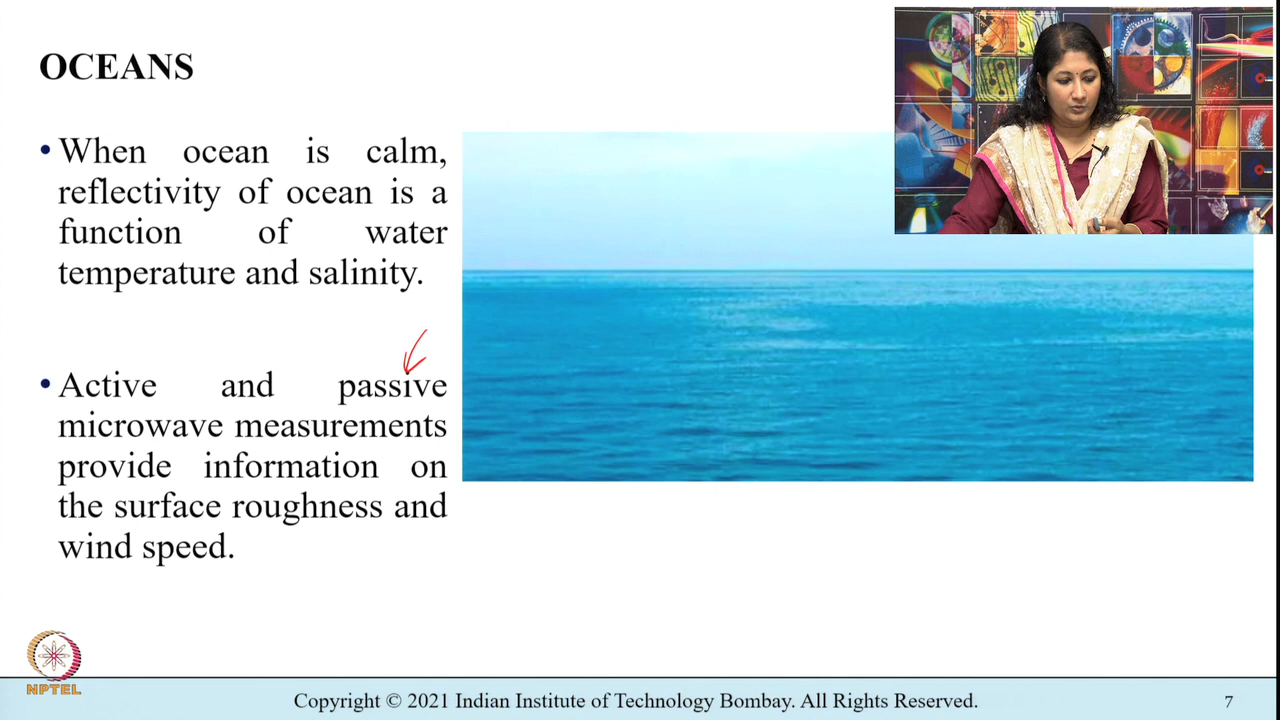 OCEANS
• When ocean is calm,
reflectivity of ocean is a
function of water
temperature and salinity.
• Active and passive
microwave measurements
provide information on
the surface roughness and
wind speed.
NPTEL
Copyright © 2021 Indian Institute of Technology Bombay. All Rights Reserved.
7